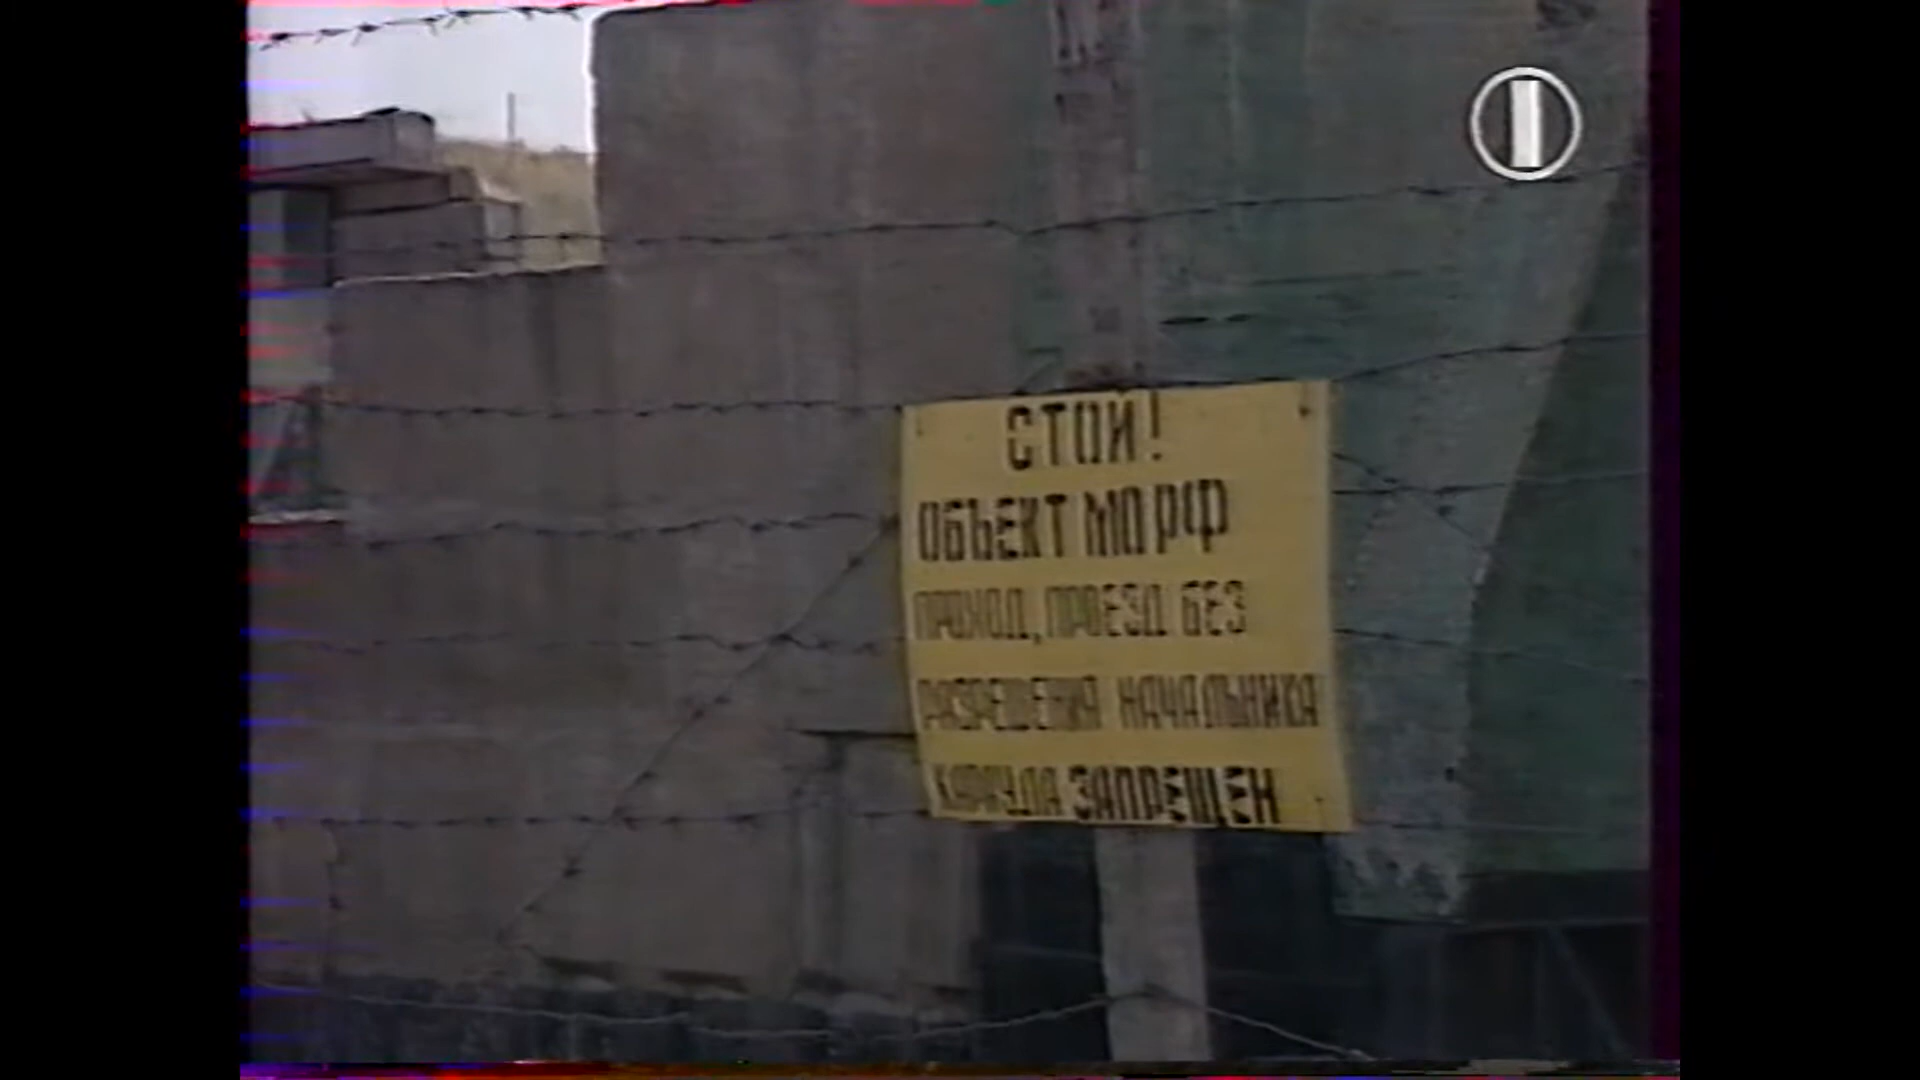 СТОЙ!
ОБЪЕКТ МО РФ
ПРОХОД, ПРОЕЗД БЕЗ
РАЗРЕШЕНИЯ НАЧАЛЬНИКА
КАРАУЛА ЗАПРЕЩЕН